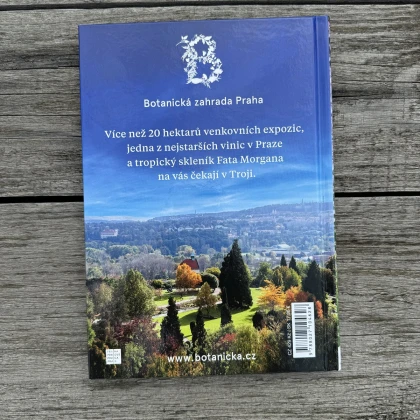 B
Botanická zahrada Praha
Více než 20 hektarů venkovních expozic,
jedna z nejstarších vinic v Praze
a tropický skleník Fata Morgana
na vás čekají v Troji.
www.botanicka.cz